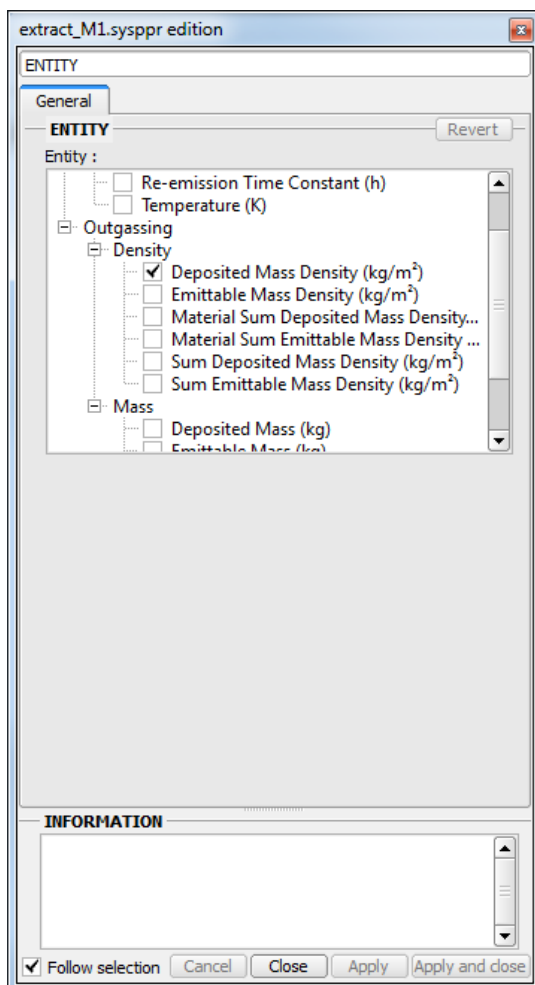 extract_M1.sysppr edition
ENTITY
General
ENTITY
Revert
Entity :
Re-emission Time Constant (h)
Temperature (K)
Outgassing
Density
Deposited Mass Density (kg/m²)
Emittable Mass Density (kg/m²)
Material Sum Deposited Mass Density...
Material Sum Emittable Mass Density ...
Sum Deposited Mass Density (kg/m²)
Sum Emittable Mass Density (kg/m²)
Mass
Deposited Mass (kg)
Emittable Mass (kg)
INFORMATION
Follow selection Cancel Close Apply Apply and close